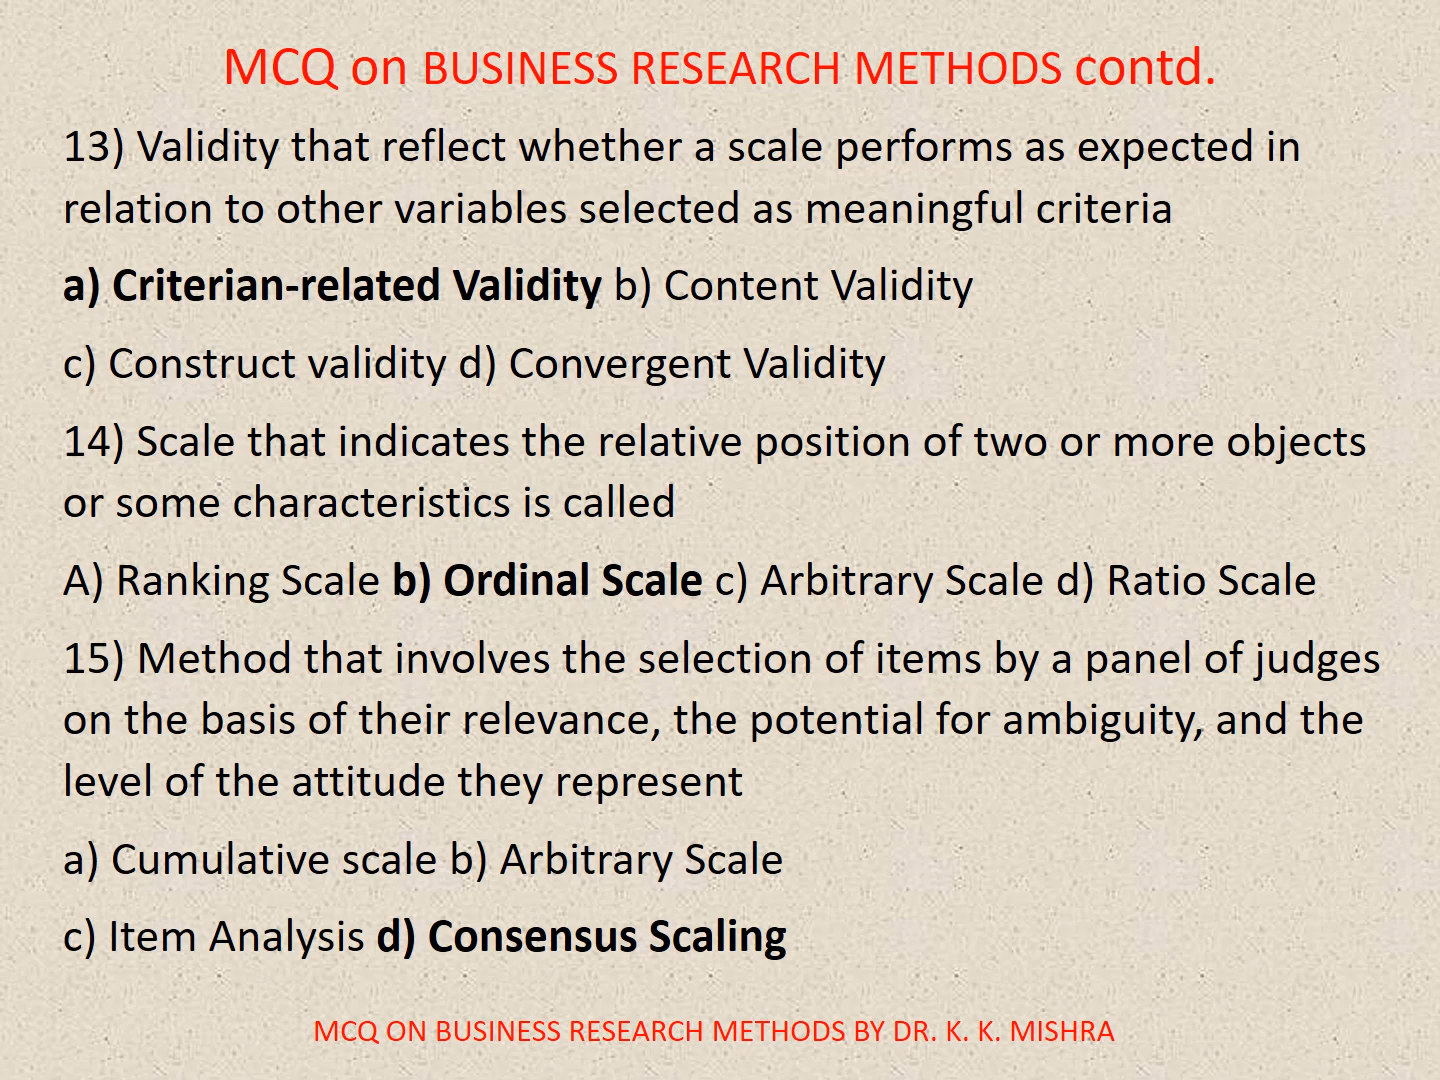 MCQ on BUSINESS RESEARCH METHODS contd.
13) Validity that reflect whether a scale performs as expected in
relation to other variables selected as meaningful criteria
a) Criterian-related Validity b) Content Validity
c) Construct validity d) Convergent Validity
14) Scale that indicates the relative position of two or more objects
or some characteristics is called
A) Ranking Scale b) Ordinal Scale c) Arbitrary Scale d) Ratio Scale
15) Method that involves the selection of items by a panel of judges
on the basis of their relevance, the potential for ambiguity, and the
level of the attitude they represent
a) Cumulative scale b) Arbitrary Scale
c) Item Analysis d) Consensus Scaling
MCQ ON BUSINESS RESEARCH METHODS BY DR. K. K. MISHRA